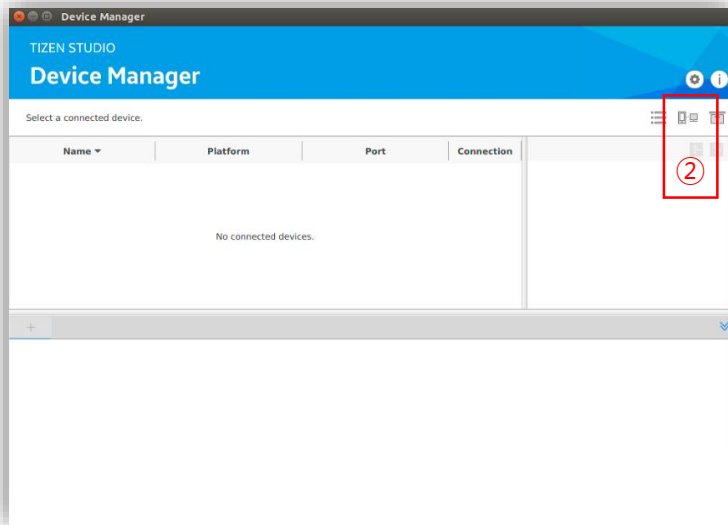 Device Manager
TIZEN STUDIO
Device Manager
Select a connected device.
Name Platform Port Connection
②
No connected devices.